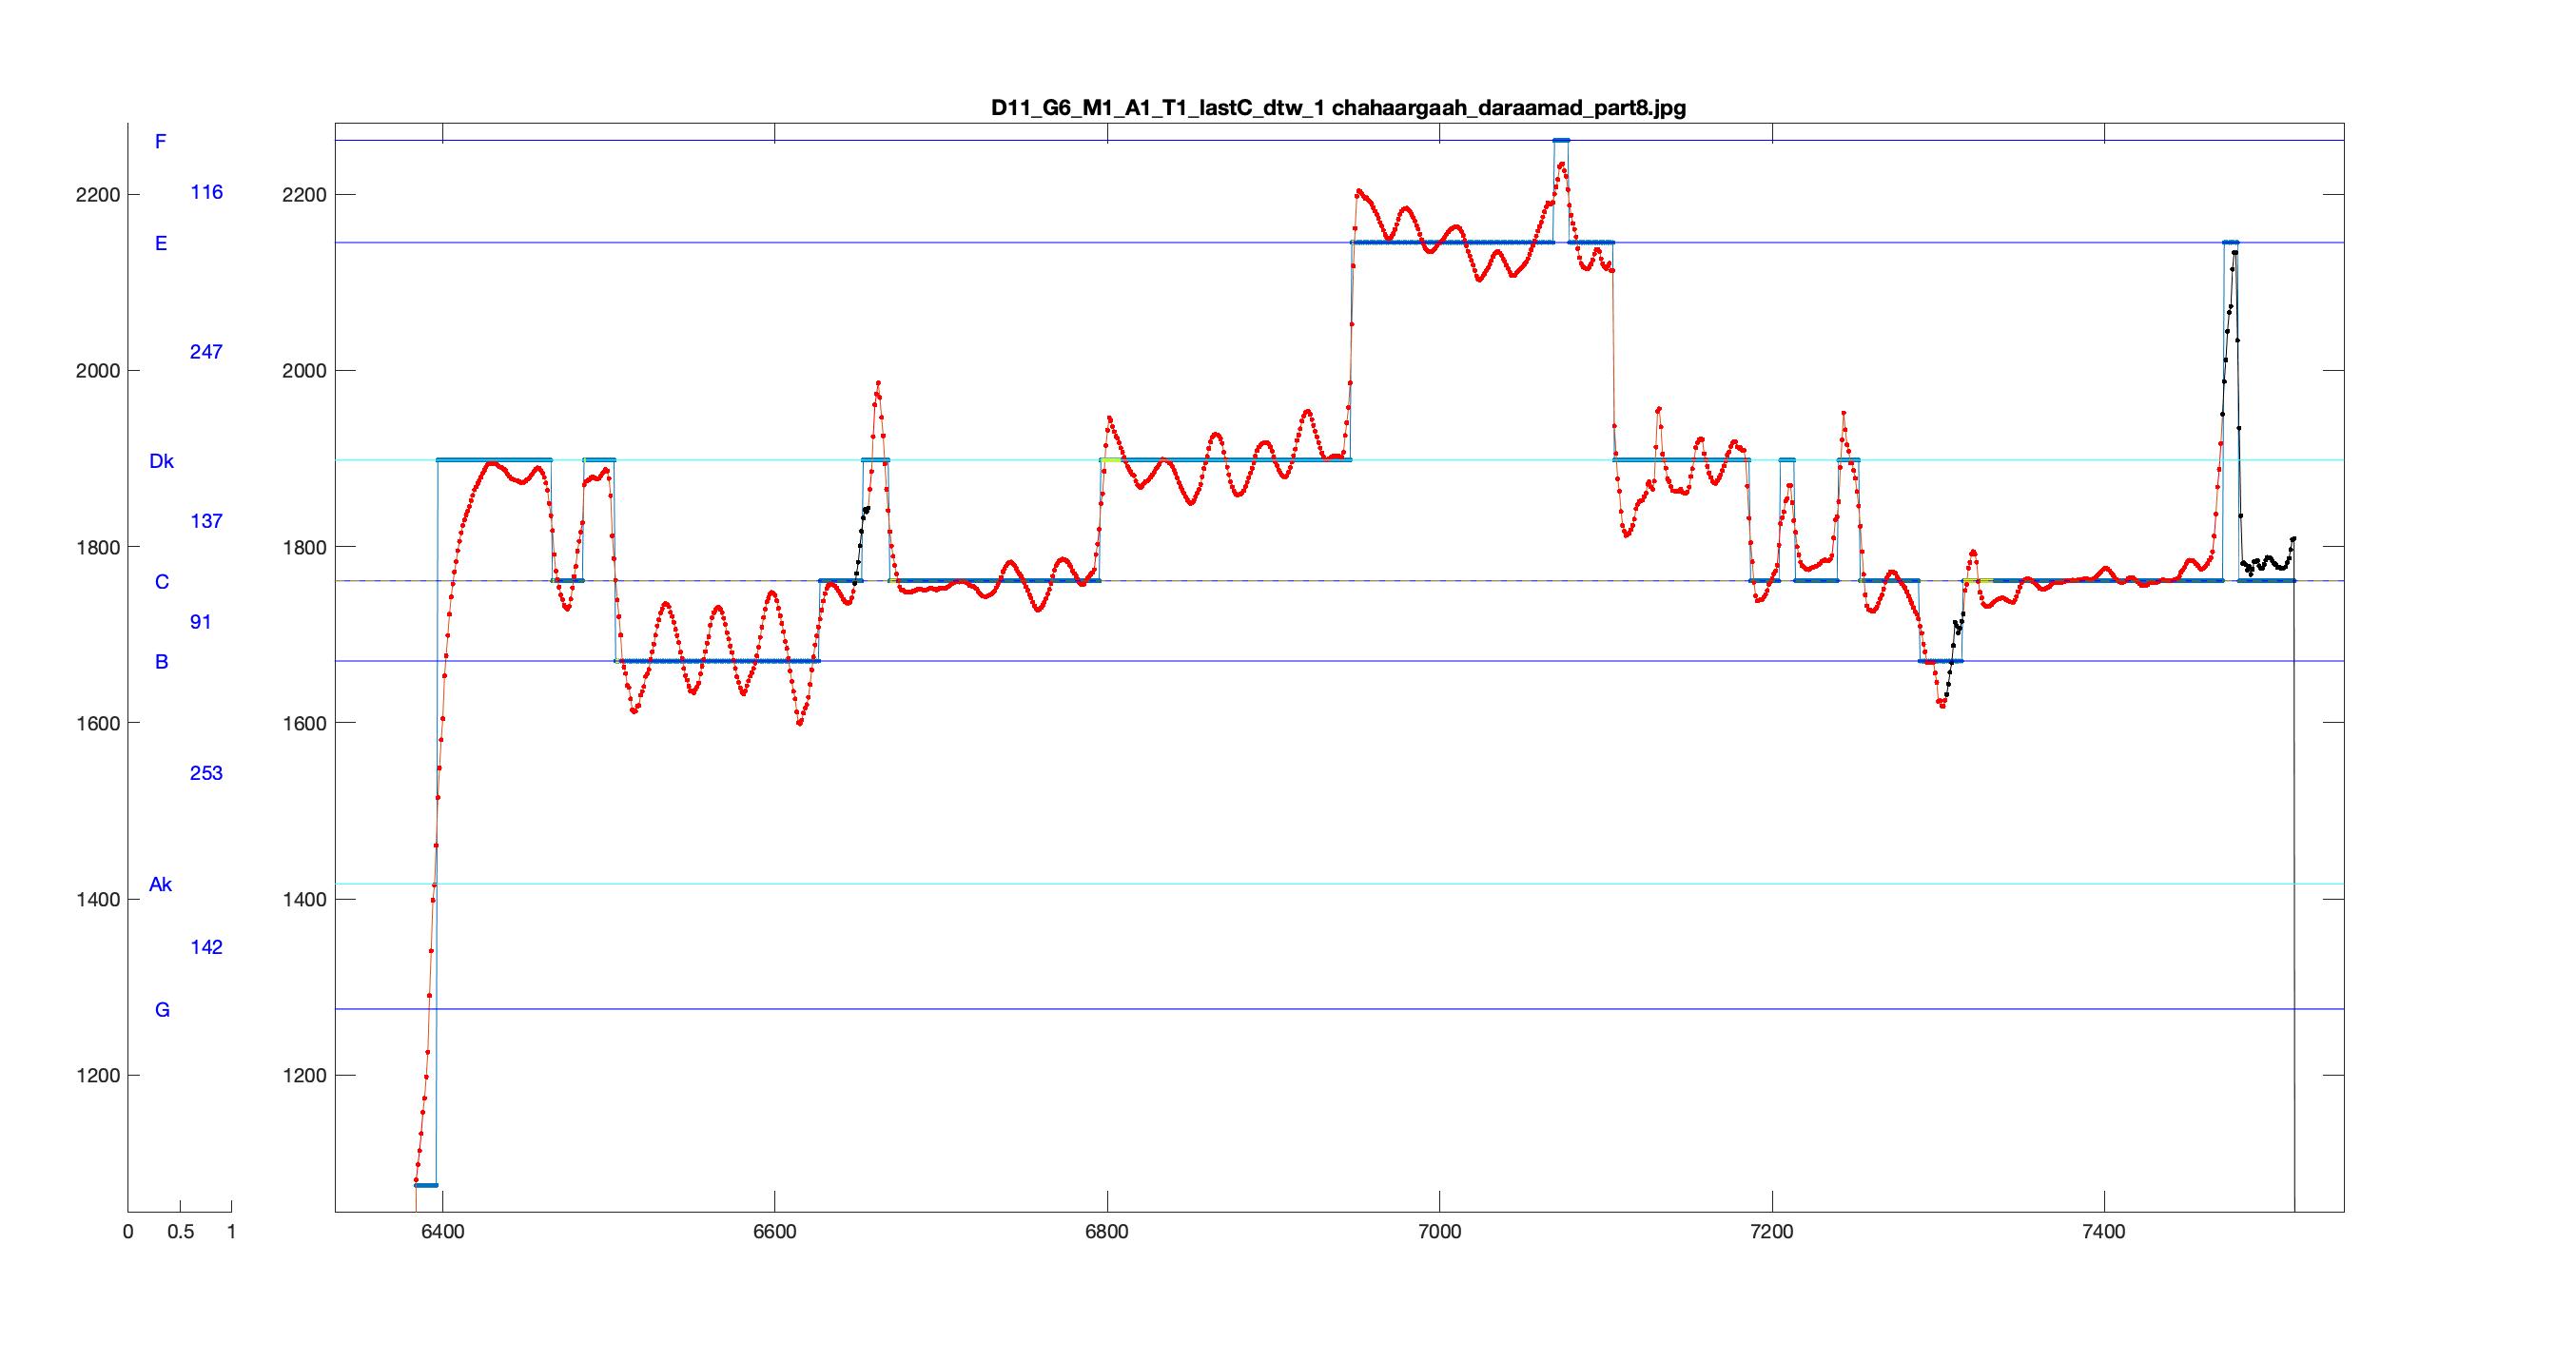 D11_G6_M1_A1_T1_lastC_dtw_1 chahaargaah_daraamad_part8.jpg
F
2200 116 2200
E
247
2000 2000
Dk
137
1800 1800
C
91
B
1600 1600
253
Ak
1400 1400
142
G
1200 1200
0 0.5 1 6400 6600 6800 7000 7200 7400